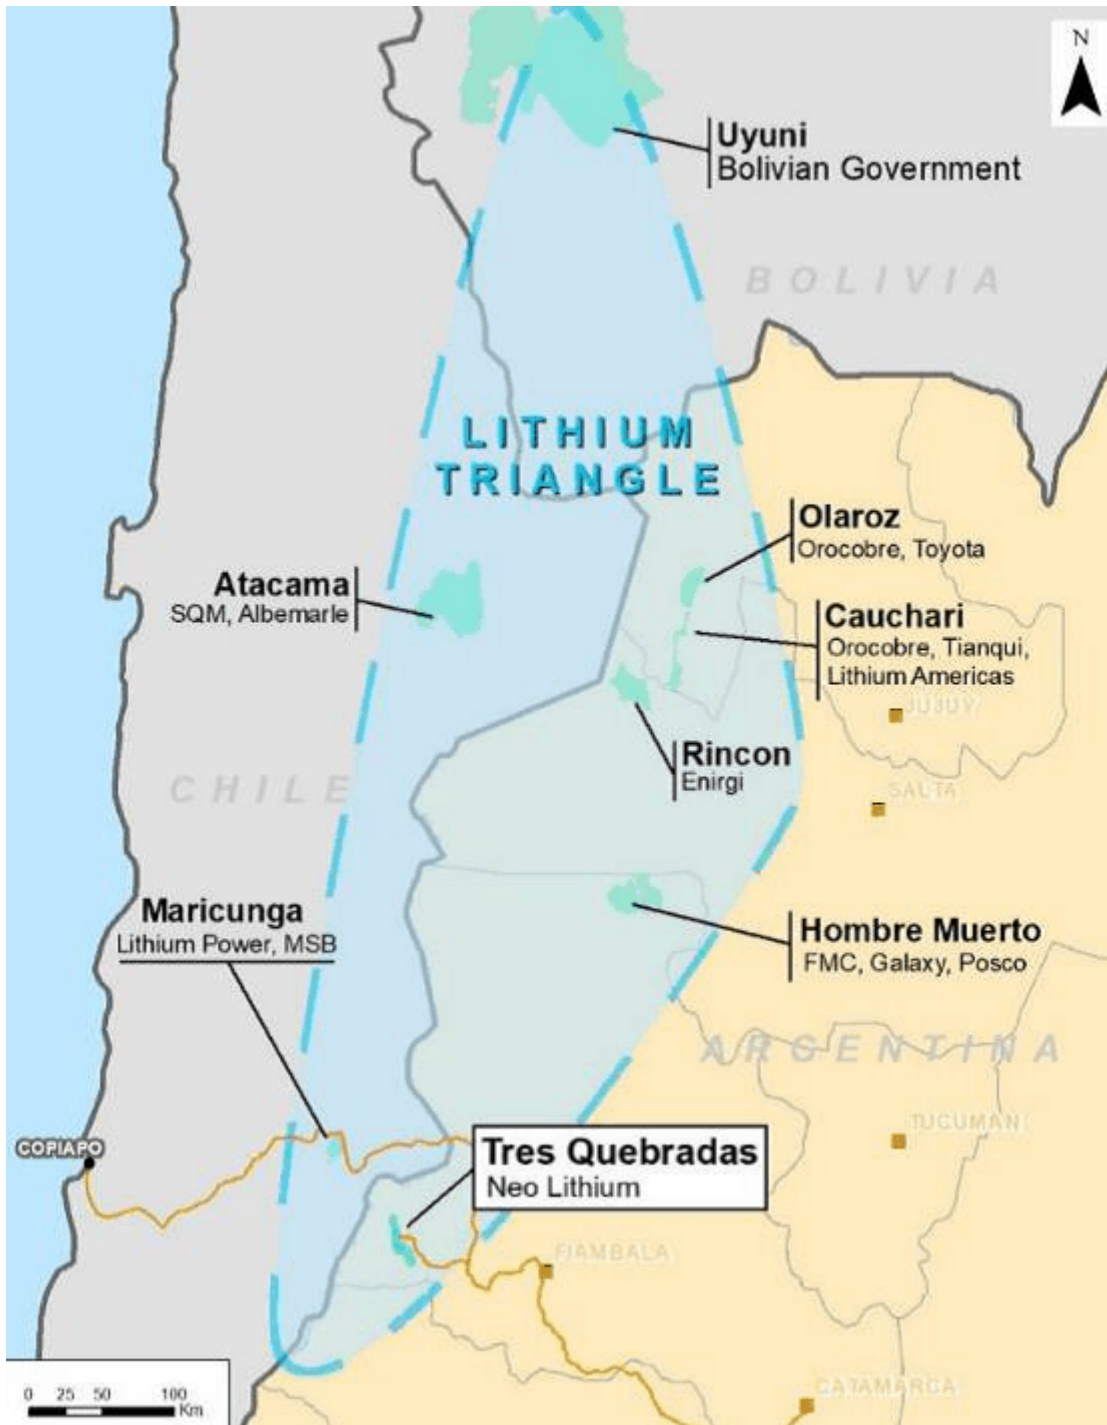 N
Uyuni
Bolivian Government
BOLIVIA
LITHIUM
TRIANGLE
Olaroz
Orocobre, Toyota
Atacama
SQM, Albemarle
Cauchari
Orocobre, Tianqui,
Lithium Americas
JUJUY
Rincon
Enirgi
CHILE
SALTA
Maricunga
Lithium Power, MSB
Hombre Muerto
FMC, Galaxy, Posco
ARGENTINA
TUCUMAN
COPIAPO
Tres Quebradas
Neo Lithium
FIAMBALA
CATAMARCA
0 25 50 100
Km